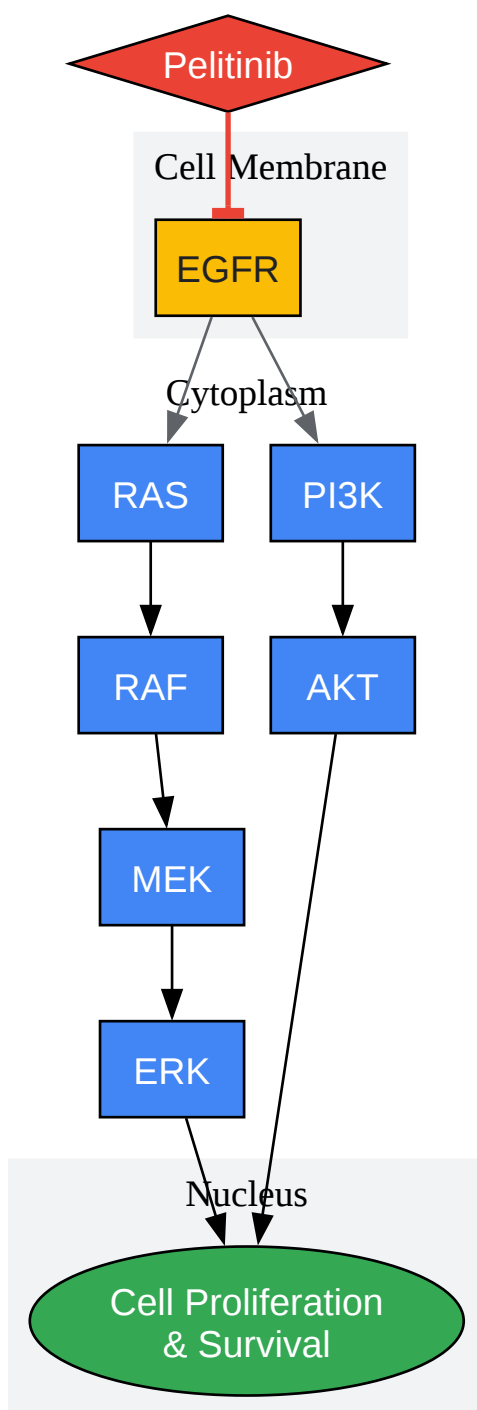 Pelitinib
Cell Membrane
EGFR
Cytoplasm
RAS
PI3K
RAF
AKT
MEK
ERK
Nucleus
Cell Proliferation
& Survival